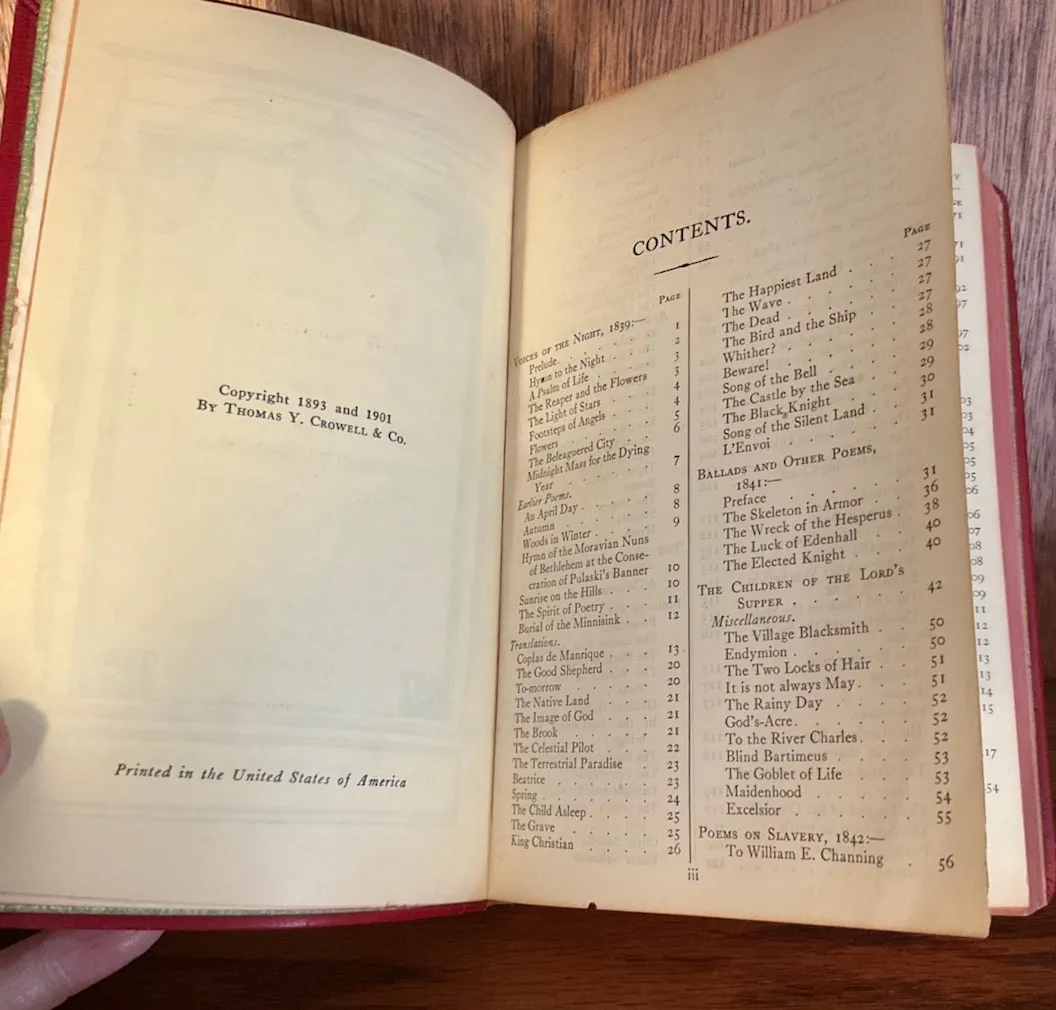 Copyright 1893 and 1901
By Thomas Y. Crowell & Co.
Printed in the United States of America
CONTENTS.
Page
Voices of the Night, 1839:—
Prelude . . . . . 1
Hymn to the Night . . . 2
A Psalm of Life . . . . 3
The Reaper and the Flowers 3
The Light of Stars . . . 4
Footsteps of Angels . . . 4
Flowers . . . . . 5
The Beleaguered City . . 6
Midnight Mass for the Dying
Year . . . . . 7
Earlier Poems.
An April Day . . . . 8
Autumn . . . . . 8
Woods in Winter . . . . 9
Hymn of the Moravian Nuns
of Bethlehem at the Conse-
cration of Pulaski's Banner 10
Sunrise on the Hills . . . 10
The Spirit of Poetry . . . 11
Burial of the Minnisink . . 12
Translations.
Coplas de Manrique . . . 13
The Good Shepherd . . . 20
To-morrow . . . . . 20
The Native Land . . . 21
The Image of God . . . 21
The Brook . . . . . 21
The Celestial Pilot . . . 22
The Terrestrial Paradise . 23
Beatrice . . . . . 23
Spring . . . . . . 24
The Child Asleep . . . . 25
The Grave . . . . . 25
King Christian . . . . 26
Page
The Happiest Land . . . 27
The Wave . . . . . 27
The Dead . . . . . 27
The Bird and the Ship . . 27
Whither? . . . . . 28
Beware! . . . . . 28
Song of the Bell . . . . 29
The Castle by the Sea . . 29
The Black Knight . . . 30
Song of the Silent Land . . 31
L'Envoi . . . . . 31
Ballads and Other Poems,
1841:—
Preface . . . . . 31
The Skeleton in Armor . . 36
The Wreck of the Hesperus . 38
The Luck of Edenhall . . 40
The Elected Knight . . . 40
The Children of the Lord's
Supper . . . . . . 42
Miscellaneous.
The Village Blacksmith . . 50
Endymion . . . . . 50
The Two Locks of Hair . . 51
It is not always May . . . 51
The Rainy Day . . . . 52
God's-Acre . . . . . 52
To the River Charles . . . 52
Blind Bartimeus . . . . 53
The Goblet of Life . . . 53
Maidenhood . . . . . 54
Excelsior . . . . . 55
Poems on Slavery, 1842:—
To William E. Channing . 56
iii